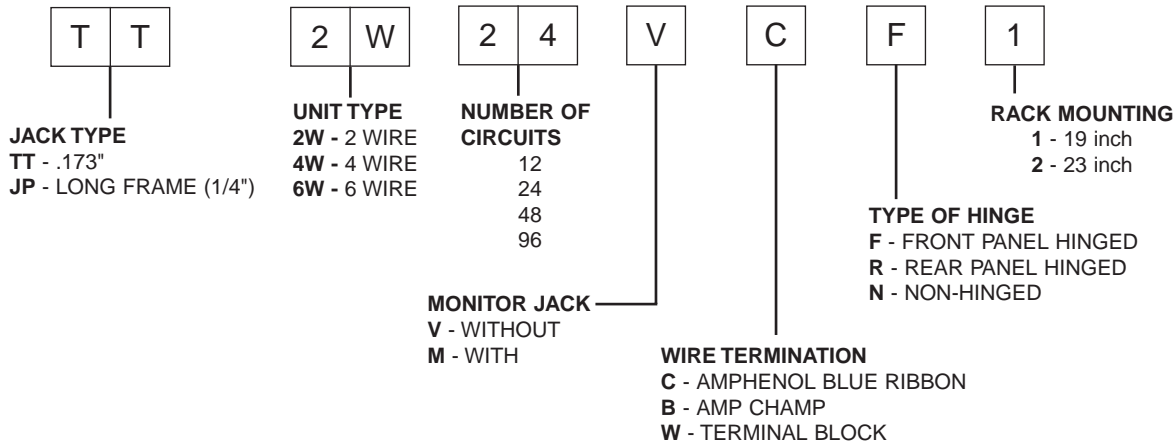 T T 2 W 2 4 V C F 1
JACK TYPE
TT - .173"
JP - LONG FRAME (1/4")
UNIT TYPE
2W - 2 WIRE
4W - 4 WIRE
6W - 6 WIRE
NUMBER OF
CIRCUITS
12
24
48
96
RACK MOUNTING
1 - 19 inch
2 - 23 inch
TYPE OF HINGE
F - FRONT PANEL HINGED
R - REAR PANEL HINGED
N - NON-HINGED
MONITOR JACK
V - WITHOUT
M - WITH
WIRE TERMINATION
C - AMPHENOL BLUE RIBBON
B - AMP CHAMP
W - TERMINAL BLOCK